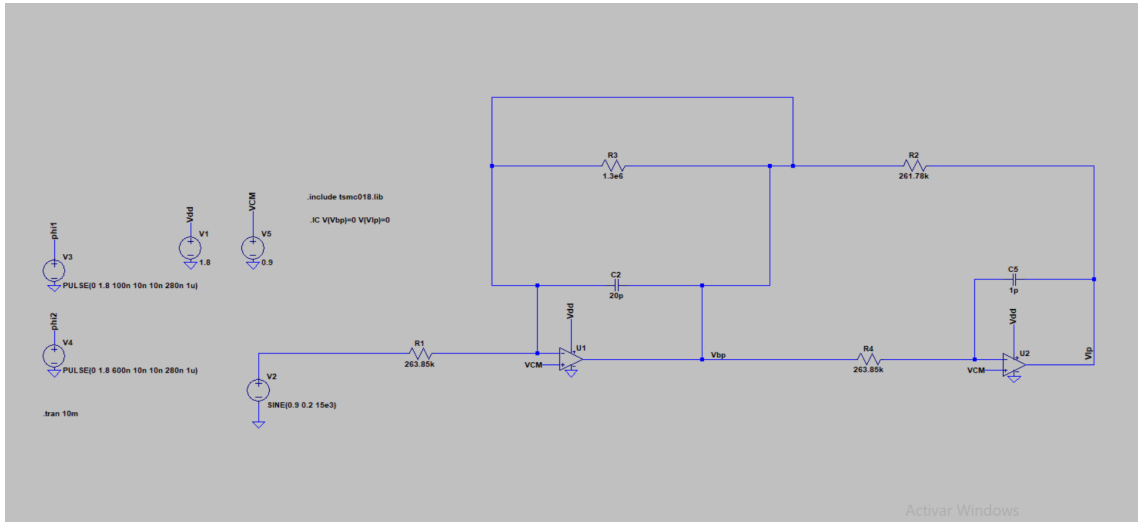 R3
1.3e6
R2
261.78k
.include tsmc018.lib
.IC V(Vbp)=0 V(Vlp)=0
phi1
V3
PULSE(0 1.8 100n 10n 10n 280n 1u)
Vdd
V1
1.8
VCM
V5
0.9
C2
20p
C5
1p
phi2
V4
PULSE(0 1.8 600n 10n 10n 280n 1u)
V2
SINE(0.9 0.2 15e3)
R1
263.85k
Vdd
U1
VCM
Vbp
R4
263.85k
Vdd
U2
VCM
Vlp
.tran 10m
Activar Windows